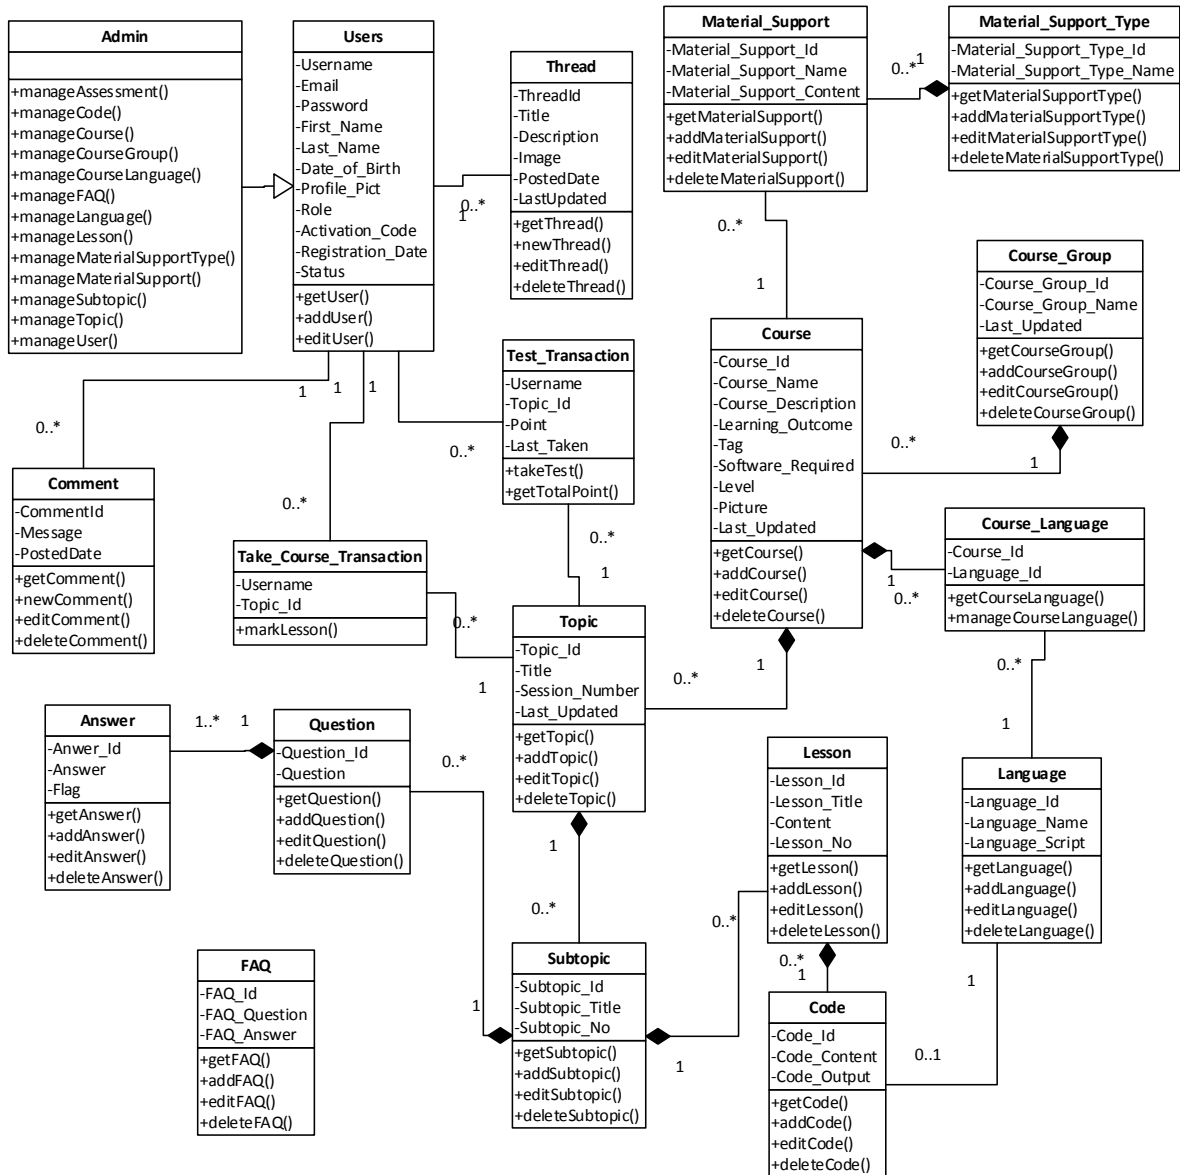 Admin
+manageAssessment()
+manageCode()
+manageCourse()
+manageCourseGroup()
+manageCourseLanguage()
+manageFAQ()
+manageLanguage()
+manageLesson()
+manageMaterialSupportType()
+manageMaterialSupport()
+manageSubtopic()
+manageTopic()
+manageUser()
Users
-Username
-Email
-Password
-First_Name
-Last_Name
-Date_of_Birth
-Profile_Pict
-Role
-Activation_Code
-Registration_Date
-Status
+getUser()
+addUser()
+editUser()
0..*
1
Thread
-ThreadId
-Title
-Description
-Image
-PostedDate
-LastUpdated
+getThread()
+newThread()
+editThread()
+deleteThread()
Material_Support
-Material_Support_Id
-Material_Support_Name
-Material_Support_Content
+getMaterialSupport()
+addMaterialSupport()
+editMaterialSupport()
+deleteMaterialSupport()
0..*
1
Material_Support_Type
-Material_Support_Type_Id
-Material_Support_Type_Name
+getMaterialSupportType()
+addMaterialSupportType()
+editMaterialSupportType()
+deleteMaterialSupportType()
0..*
1
Course_Group
-Course_Group_Id
-Course_Group_Name
-Last_Updated
+getCourseGroup()
+addCourseGroup()
+editCourseGroup()
+deleteCourseGroup()
Course
-Course_Id
-Course_Name
-Course_Description
-Learning_Outcome
-Tag
-Software_Required
-Level
-Picture
-Last_Updated
+getCourse()
+addCourse()
+editCourse()
+deleteCourse()
0..*
1
1
0..*
Course_Language
-Course_Id
-Language_Id
+getCourseLanguage()
+manageCourseLanguage()
1
1
1
0..*
0..*
0..*
Test_Transaction
-Username
-Topic_Id
-Point
-Last_Taken
+takeTest()
+getTotalPoint()
0..*
1
Comment
-CommentId
-Message
-PostedDate
+getComment()
+newComment()
+editComment()
+deleteComment()
Take_Course_Transaction
-Username
-Topic_Id
+markLesson()
0..*
1
Topic
-Topic_Id
-Title
-Session_Number
-Last_Updated
+getTopic()
+addTopic()
+editTopic()
+deleteTopic()
0..*
1
0..*
1
Answer
-Anwer_Id
-Answer
-Flag
+getAnswer()
+addAnswer()
+editAnswer()
+deleteAnswer()
1..*
1
Question
-Question_Id
-Question
+getQuestion()
+addQuestion()
+editQuestion()
+deleteQuestion()
0..*
1
1
0..*
Lesson
-Lesson_Id
-Lesson_Title
-Content
-Lesson_No
+getLesson()
+addLesson()
+editLesson()
+deleteLesson()
Language
-Language_Id
-Language_Name
-Language_Script
+getLanguage()
+addLanguage()
+editLanguage()
+deleteLanguage()
FAQ
-FAQ_Id
-FAQ_Question
-FAQ_Answer
+getFAQ()
+addFAQ()
+editFAQ()
+deleteFAQ()
Subtopic
-Subtopic_Id
-Subtopic_Title
-Subtopic_No
+getSubtopic()
+addSubtopic()
+editSubtopic()
+deleteSubtopic()
0..*
1
0..*
1
Code
-Code_Id
-Code_Content
-Code_Output
+getCode()
+addCode()
+editCode()
+deleteCode()
1
0..1